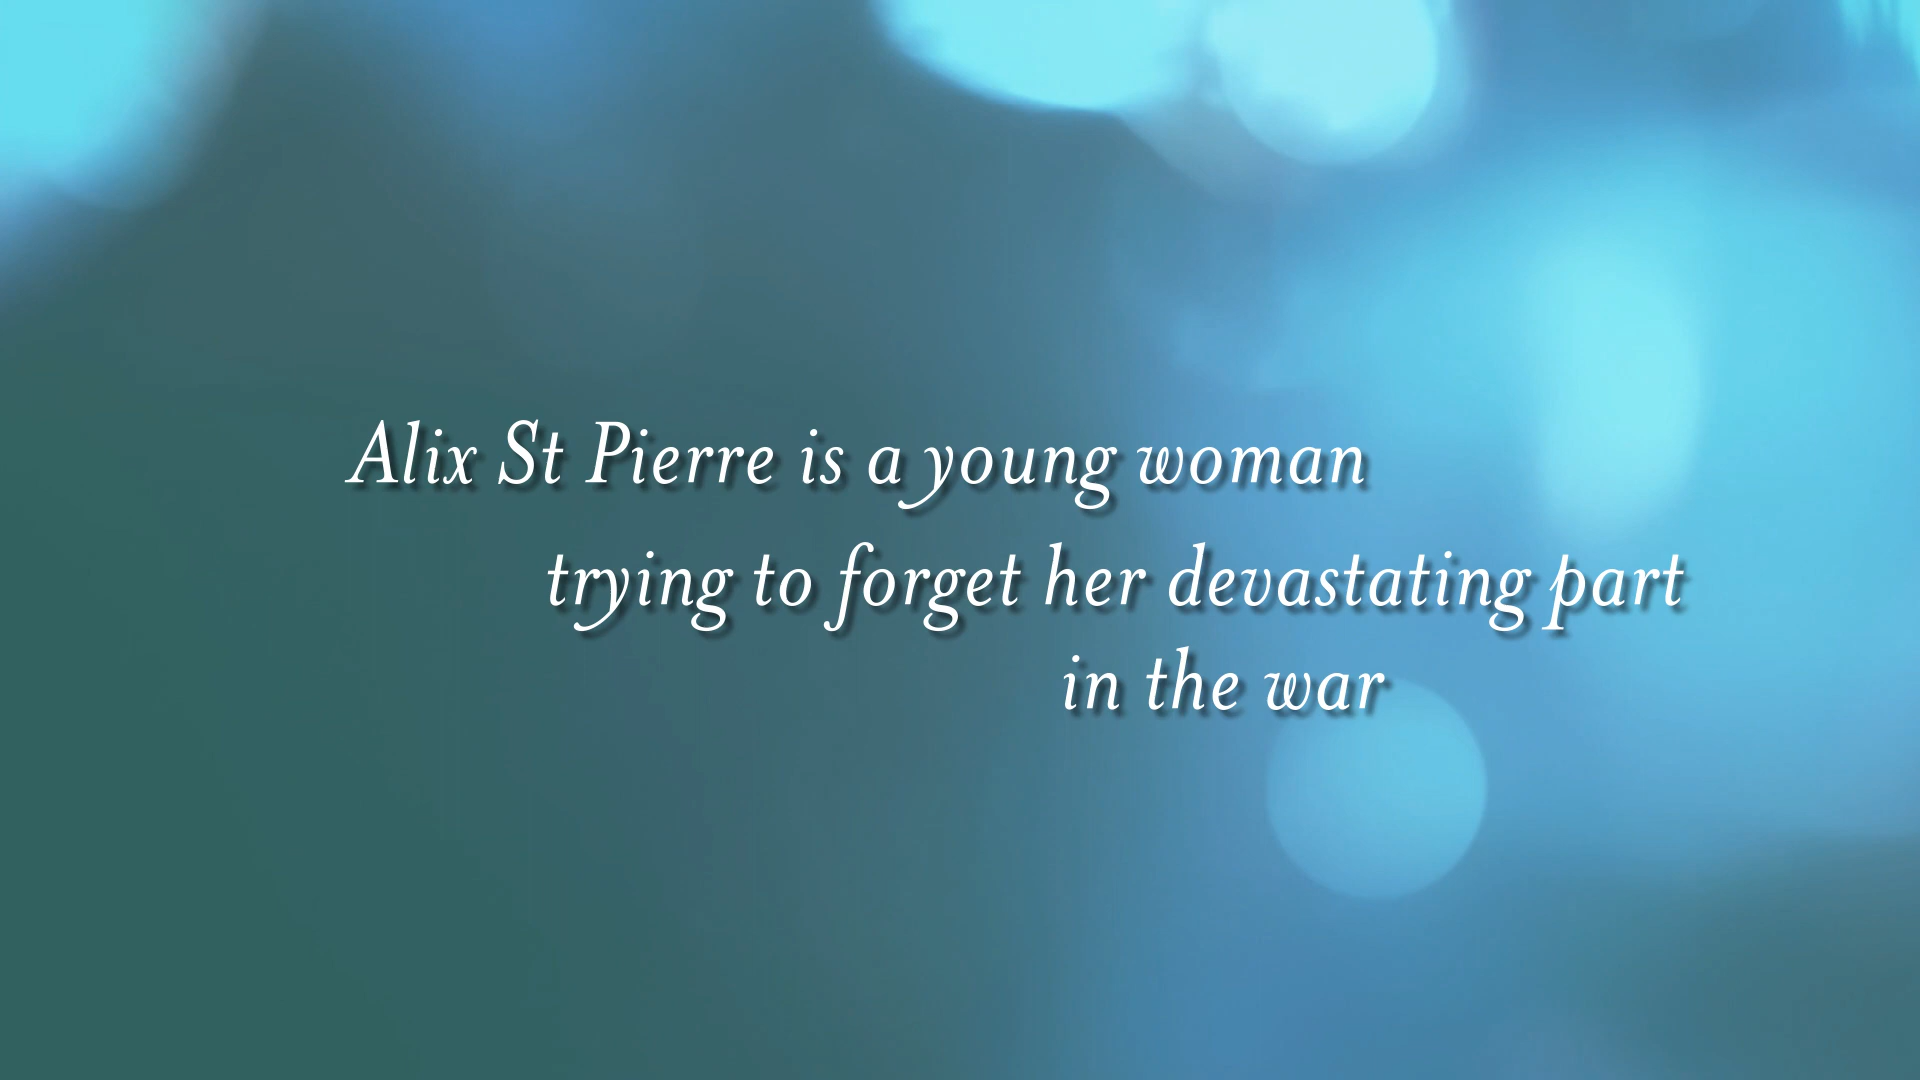 Alix St Pierre is a young woman
trying to forget her devastating part
in the war